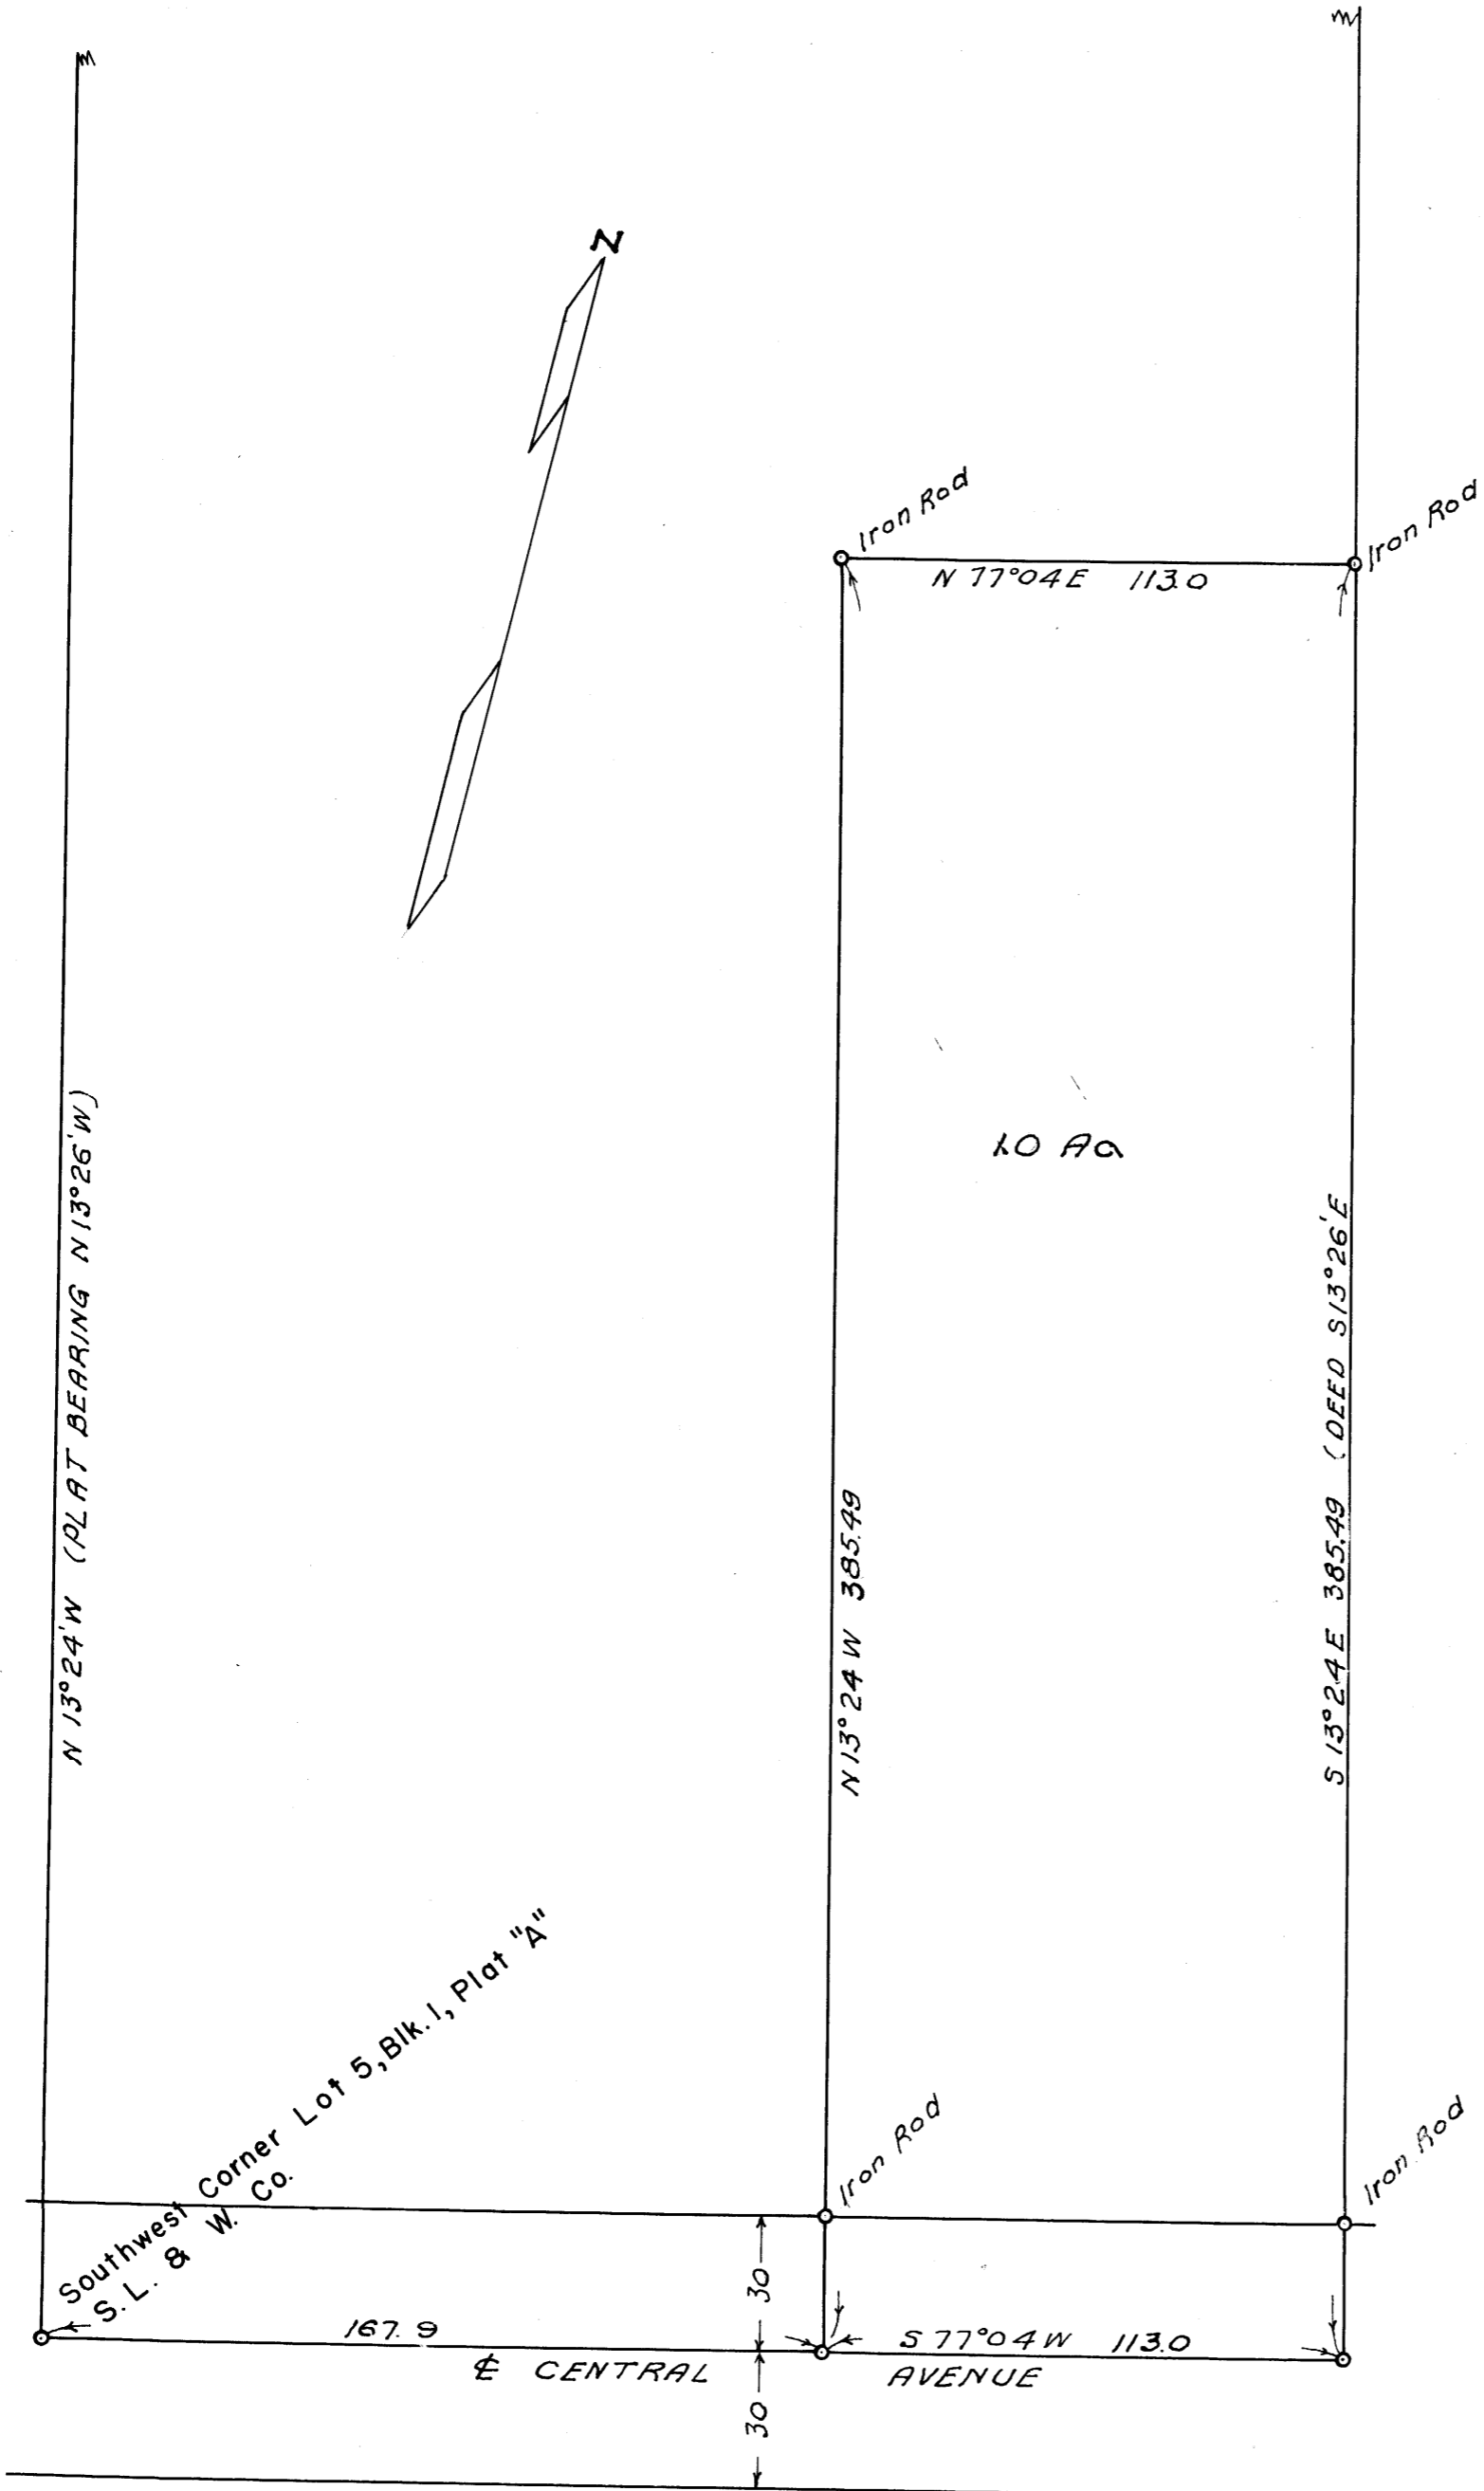 N
Iron Rod
Iron Rod
N 77°04E 113.0
1.0 Ac
N 13°24'W (PLAT BEARING N 13°26'W)
N 13°24 W 385.49
S 13°24 E 385.49 (DEED S 13°26'E
Southwest Corner Lot 5, Blk. 1, Plat "A"
S. L. & W. Co.
Iron Rod
Iron Rod
30
167.9
S 77°04 W 113.0
℄ CENTRAL AVENUE
30